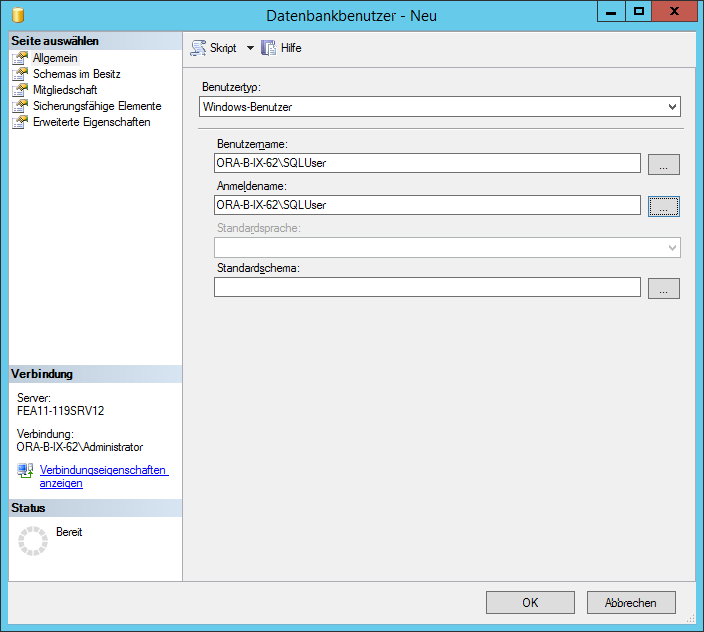 Datenbankbenutzer - Neu
Seite auswählen
Allgemein
Schemas im Besitz
Mitgliedschaft
Sicherungsfähige Elemente
Erweiterte Eigenschaften
Skript
Hilfe
Benutzertyp:
Windows-Benutzer
Benutzername:
ORA-B-IX-62\SQLUser
...
Anmeldename:
ORA-B-IX-62\SQLUser
...
Standardsprache:
Standardschema:
...
Verbindung
Server:
FEA11-119SRV12
Verbindung:
ORA-B-IX-62\Administrator
Verbindungseigenschaften
anzeigen
Status
Bereit
OK
Abbrechen